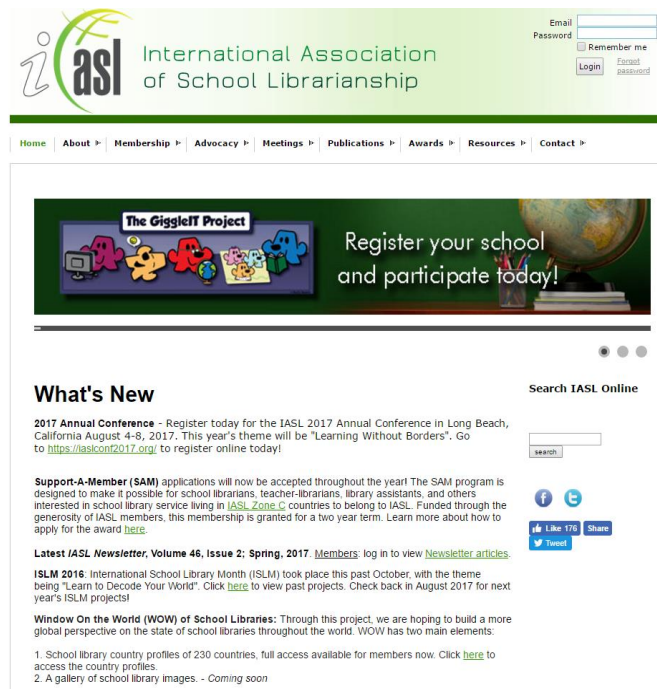 Email
Password
Remember me
Login
Forgot
password
iasl
International Association
of School Librarianship
Home About Membership Advocacy Meetings Publications Awards Resources Contact
The GiggleIT Project
Register your school
and participate today!
What's New
Search IASL Online
2017 Annual Conference - Register today for the IASL 2017 Annual Conference in Long Beach,
California August 4-8, 2017. This year's theme will be "Learning Without Borders". Go
to https://iaslconf2017.org/ to register online today!
search
Support-A-Member (SAM) applications will now be accepted throughout the year! The SAM program is
designed to make it possible for school librarians, teacher-librarians, library assistants, and others
interested in school library service living in IASL Zone C countries to belong to IASL. Funded through the
generosity of IASL members, this membership is granted for a two year term. Learn more about how to
apply for the award here.
f
Like 176 Share
Tweet
Latest IASL Newsletter, Volume 46, Issue 2; Spring, 2017. Members: log in to view Newsletter articles.
ISLM 2016: International School Library Month (ISLM) took place this past October, with the theme
being "Learn to Decode Your World". Click here to view past projects. Check back in August 2017 for next
year's ISLM projects!
Window On the World (WOW) of School Libraries: Through this project, we are hoping to build a more
global perspective on the state of school libraries throughout the world. WOW has two main elements:
1. School library country profiles of 230 countries, full access available for members now. Click here to
access the country profiles.
2. A gallery of school library images. - Coming soon